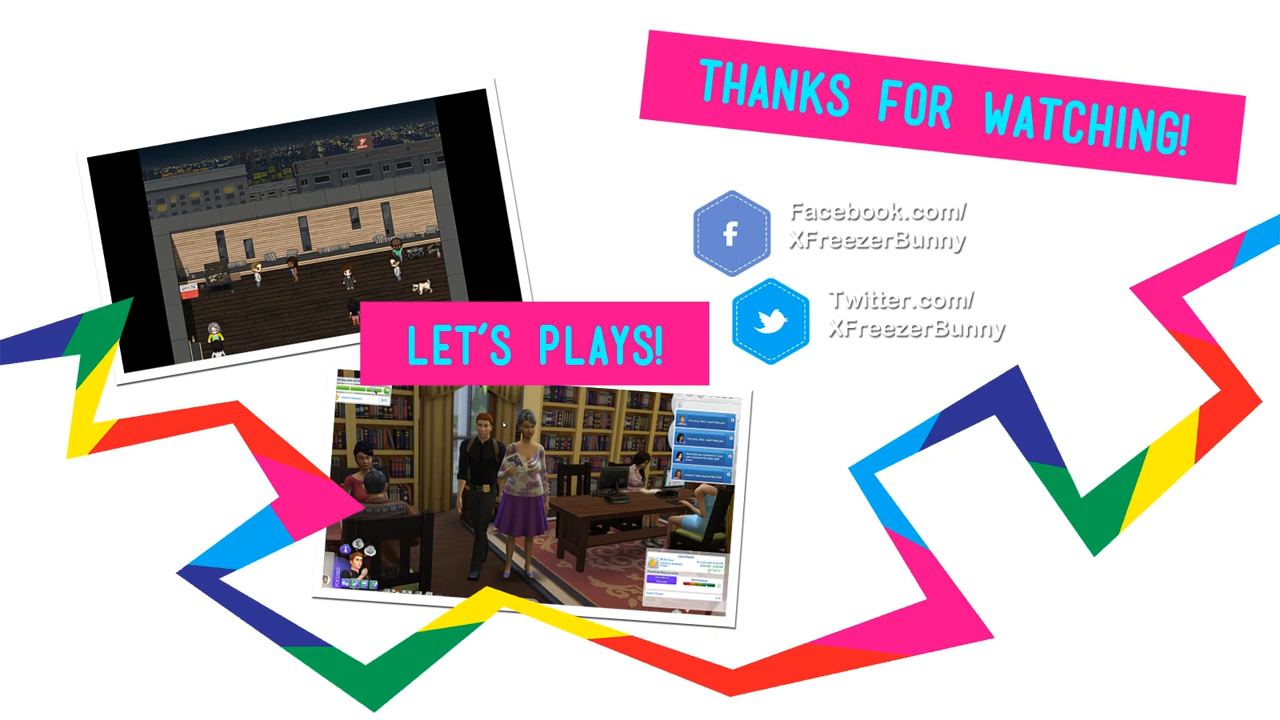 THANKS FOR WATCHING!
Facebook.com/
XFreezerBunny
Twitter.com/
XFreezerBunny
LET'S PLAYS!